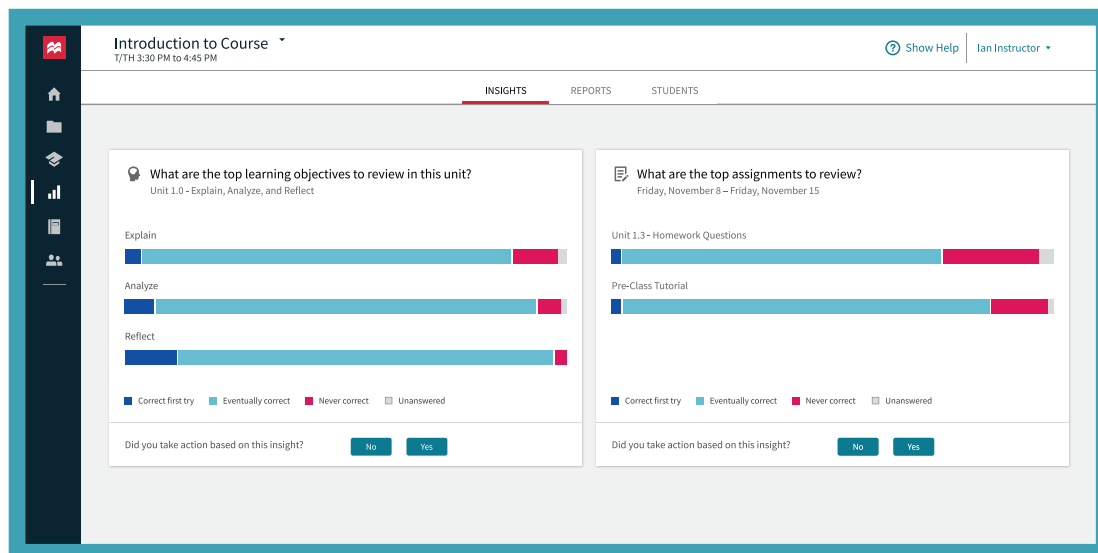 Introduction to Course
T/TH 3:30 PM to 4:45 PM
? Show Help
Ian Instructor
INSIGHTS
REPORTS
STUDENTS
What are the top learning objectives to review in this unit?
Unit 1.0 - Explain, Analyze, and Reflect
Explain
Analyze
Reflect
Correct first try
Eventually correct
Never correct
Unanswered
Did you take action based on this insight?
No
Yes
What are the top assignments to review?
Friday, November 8 – Friday, November 15
Unit 1.3 - Homework Questions
Pre-Class Tutorial
Correct first try
Eventually correct
Never correct
Unanswered
Did you take action based on this insight?
No
Yes